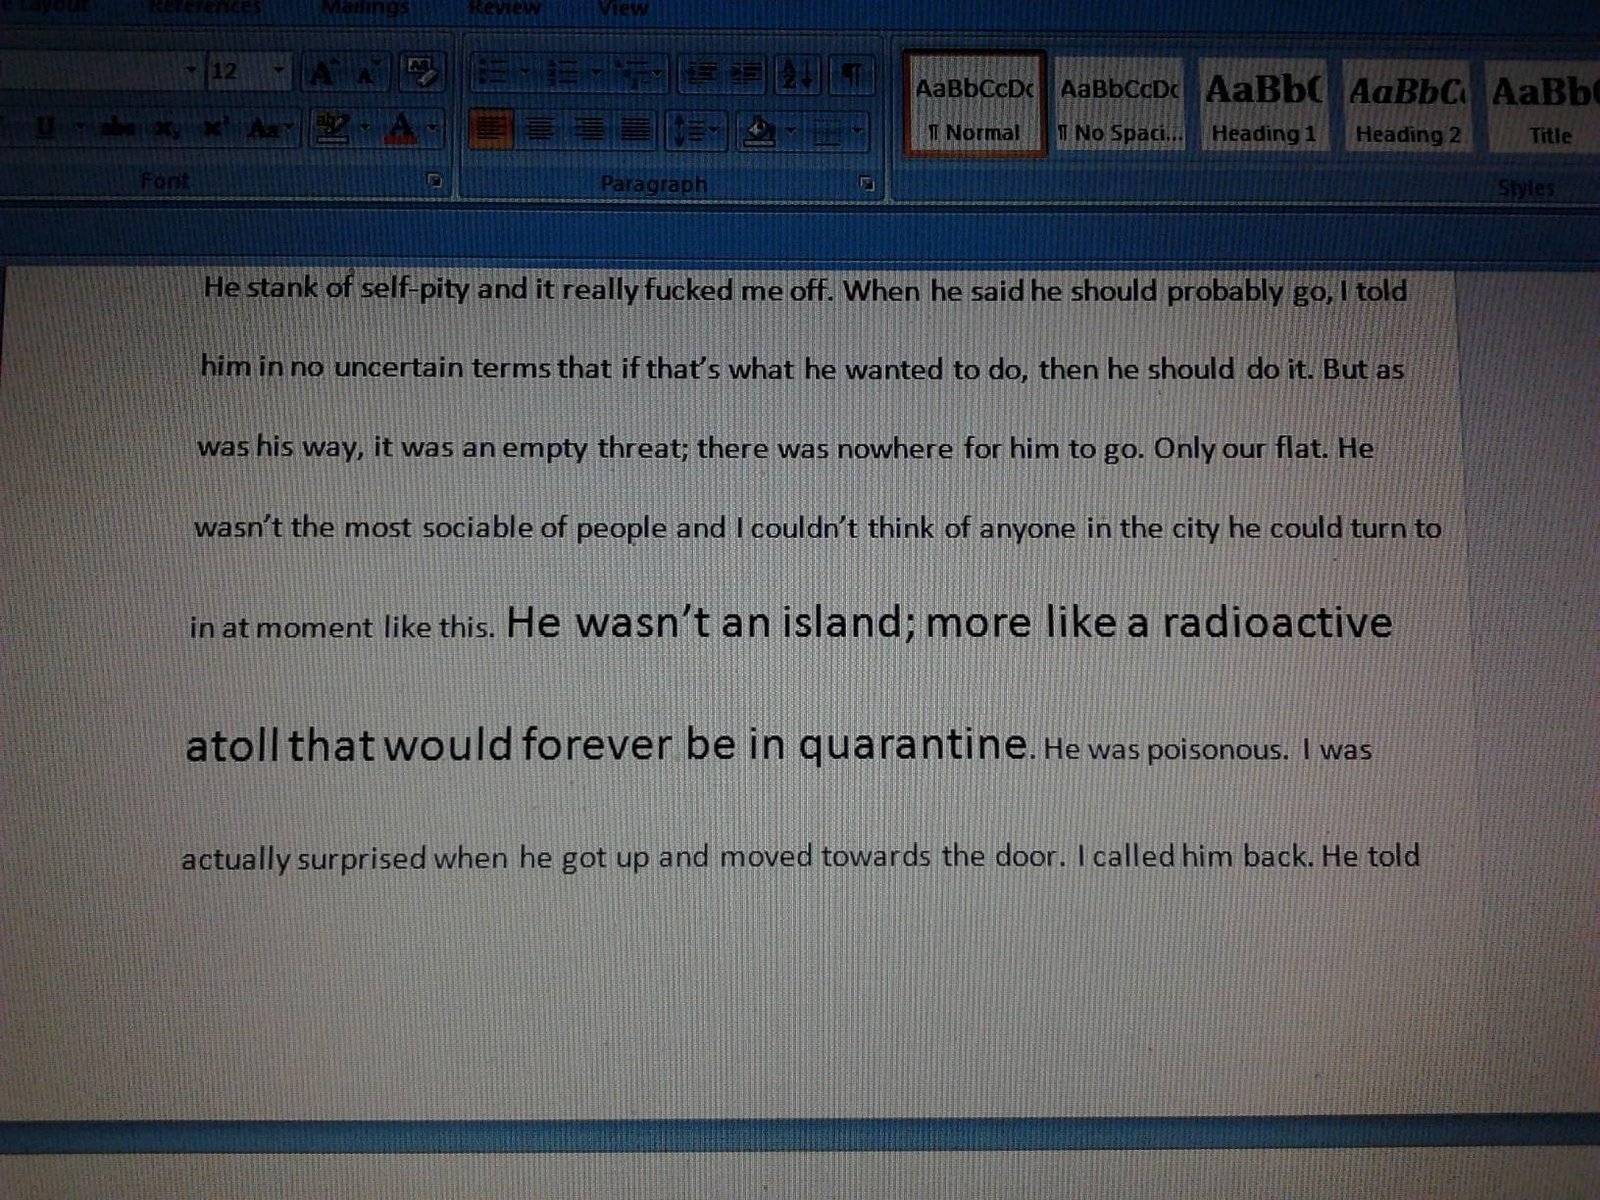 Layout References Mailings Review View
12
AaBbCcDc AaBbCcDc AaBb( AaBbC AaBb
¶ Normal ¶ No Spaci... Heading 1 Heading 2 Title
Font Paragraph Styles
He stank of self-pity and it really fucked me off. When he said he should probably go, I told
him in no uncertain terms that if that’s what he wanted to do, then he should do it. But as
was his way, it was an empty threat; there was nowhere for him to go. Only our flat. He
wasn’t the most sociable of people and I couldn’t think of anyone in the city he could turn to
in at moment like this. He wasn’t an island; more like a radioactive
atoll that would forever be in quarantine. He was poisonous. I was
actually surprised when he got up and moved towards the door. I called him back. He told